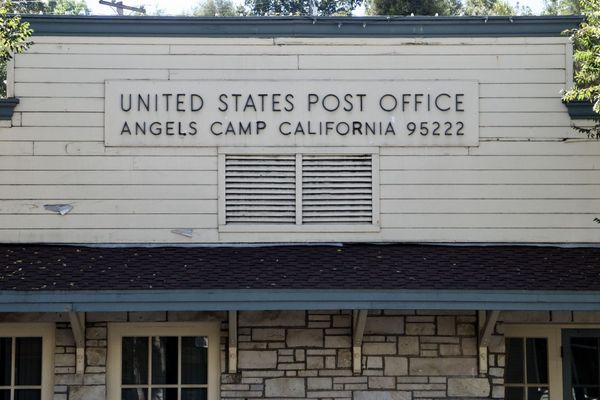 UNITED STATES POST OFFICE
ANGELS CAMP CALIFORNIA 95222